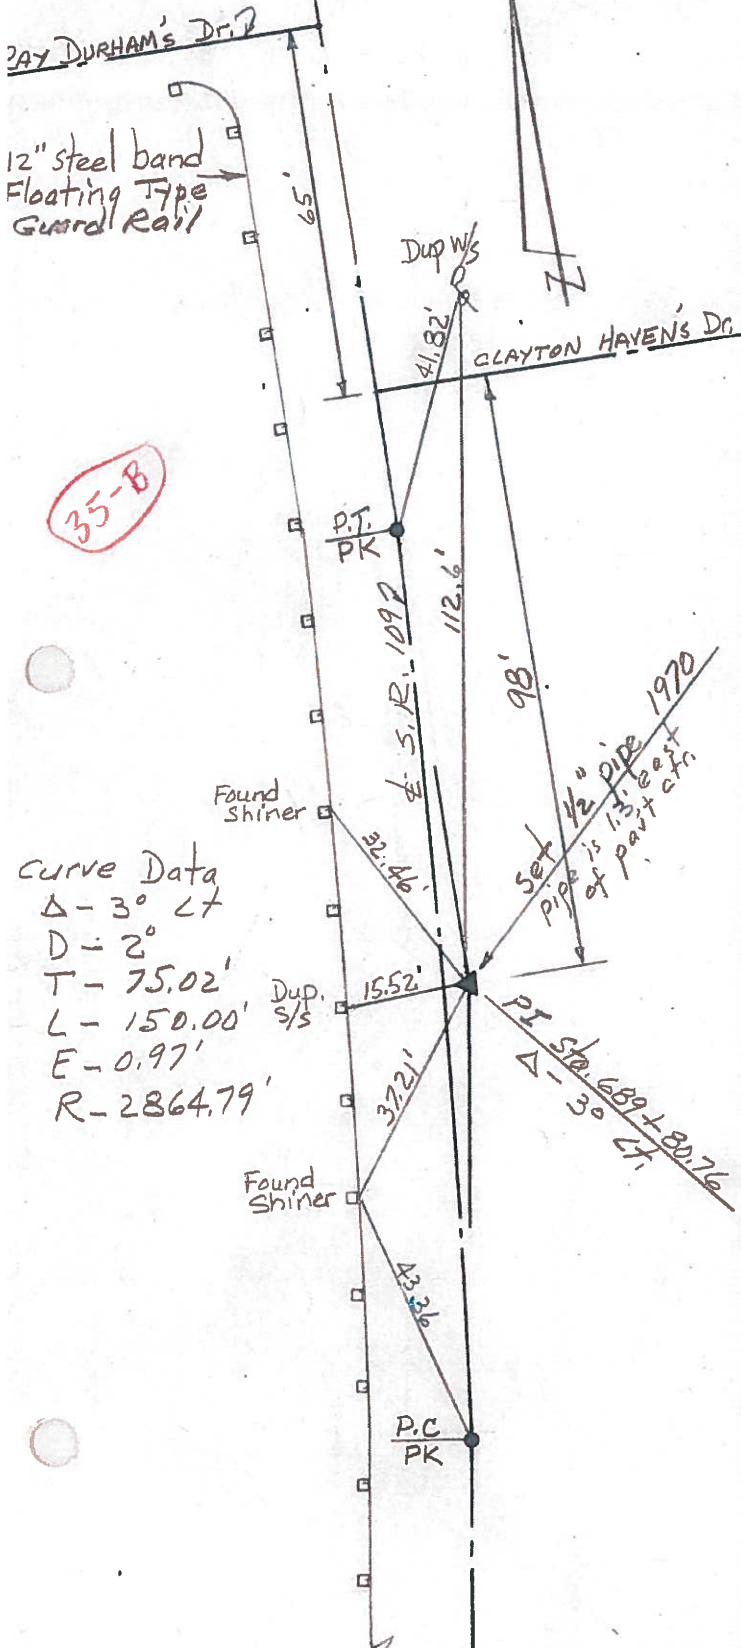 RAY DURHAM'S Dr.
12" steel band
Floating Type
Guard Rail
65'
Dup W/S
Z
41.82'
CLAYTON HAVEN'S Dr.
35-B
P.T.
PK
℄ S.R. 109
112.6'
98'
1970
Set 1/2" pipe
pipe is 1.3' east
of pav't ctr.
Found
Shiner
32.46'
Curve Data
Δ - 3° Lt
D - 2°
T - 75.02'
L - 150.00'
E - 0.97'
R - 2864.79'
Dup.
S/S
15.52'
PI Sta. 689+80.76
Δ - 3° Lt.
37.21'
Found
Shiner
43.36
P.C
PK